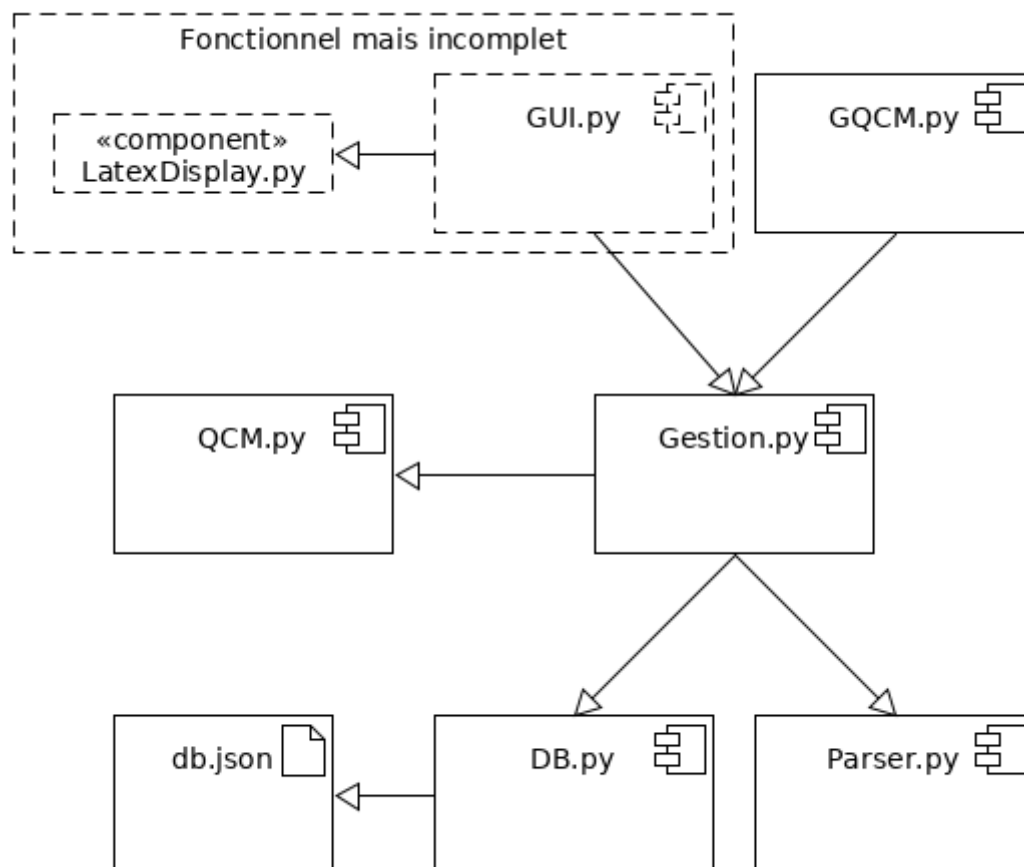 Fonctionnel mais incomplet
GUI.py
GQCM.py
«component»
LatexDisplay.py
QCM.py
Gestion.py
db.json
DB.py
Parser.py